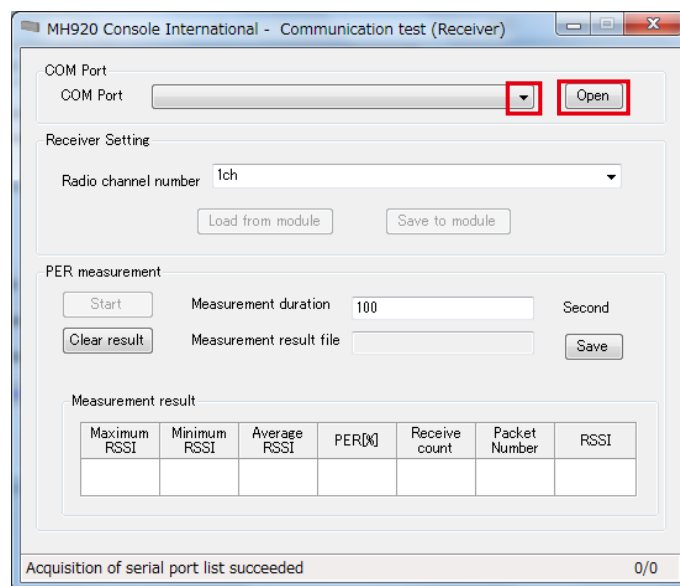 MH920 Console International -  Communication test (Receiver)
COM Port
COM Port
Open
Receiver Setting
Radio channel number
1ch
Load from module
Save to module
PER measurement
Start
Measurement duration
100
Second
Clear result
Measurement result file
Save
Measurement result
Maximum RSSI
Minimum RSSI
Average RSSI
PER[%]
Receive count
Packet Number
RSSI
Acquisition of serial port list succeeded
0/0